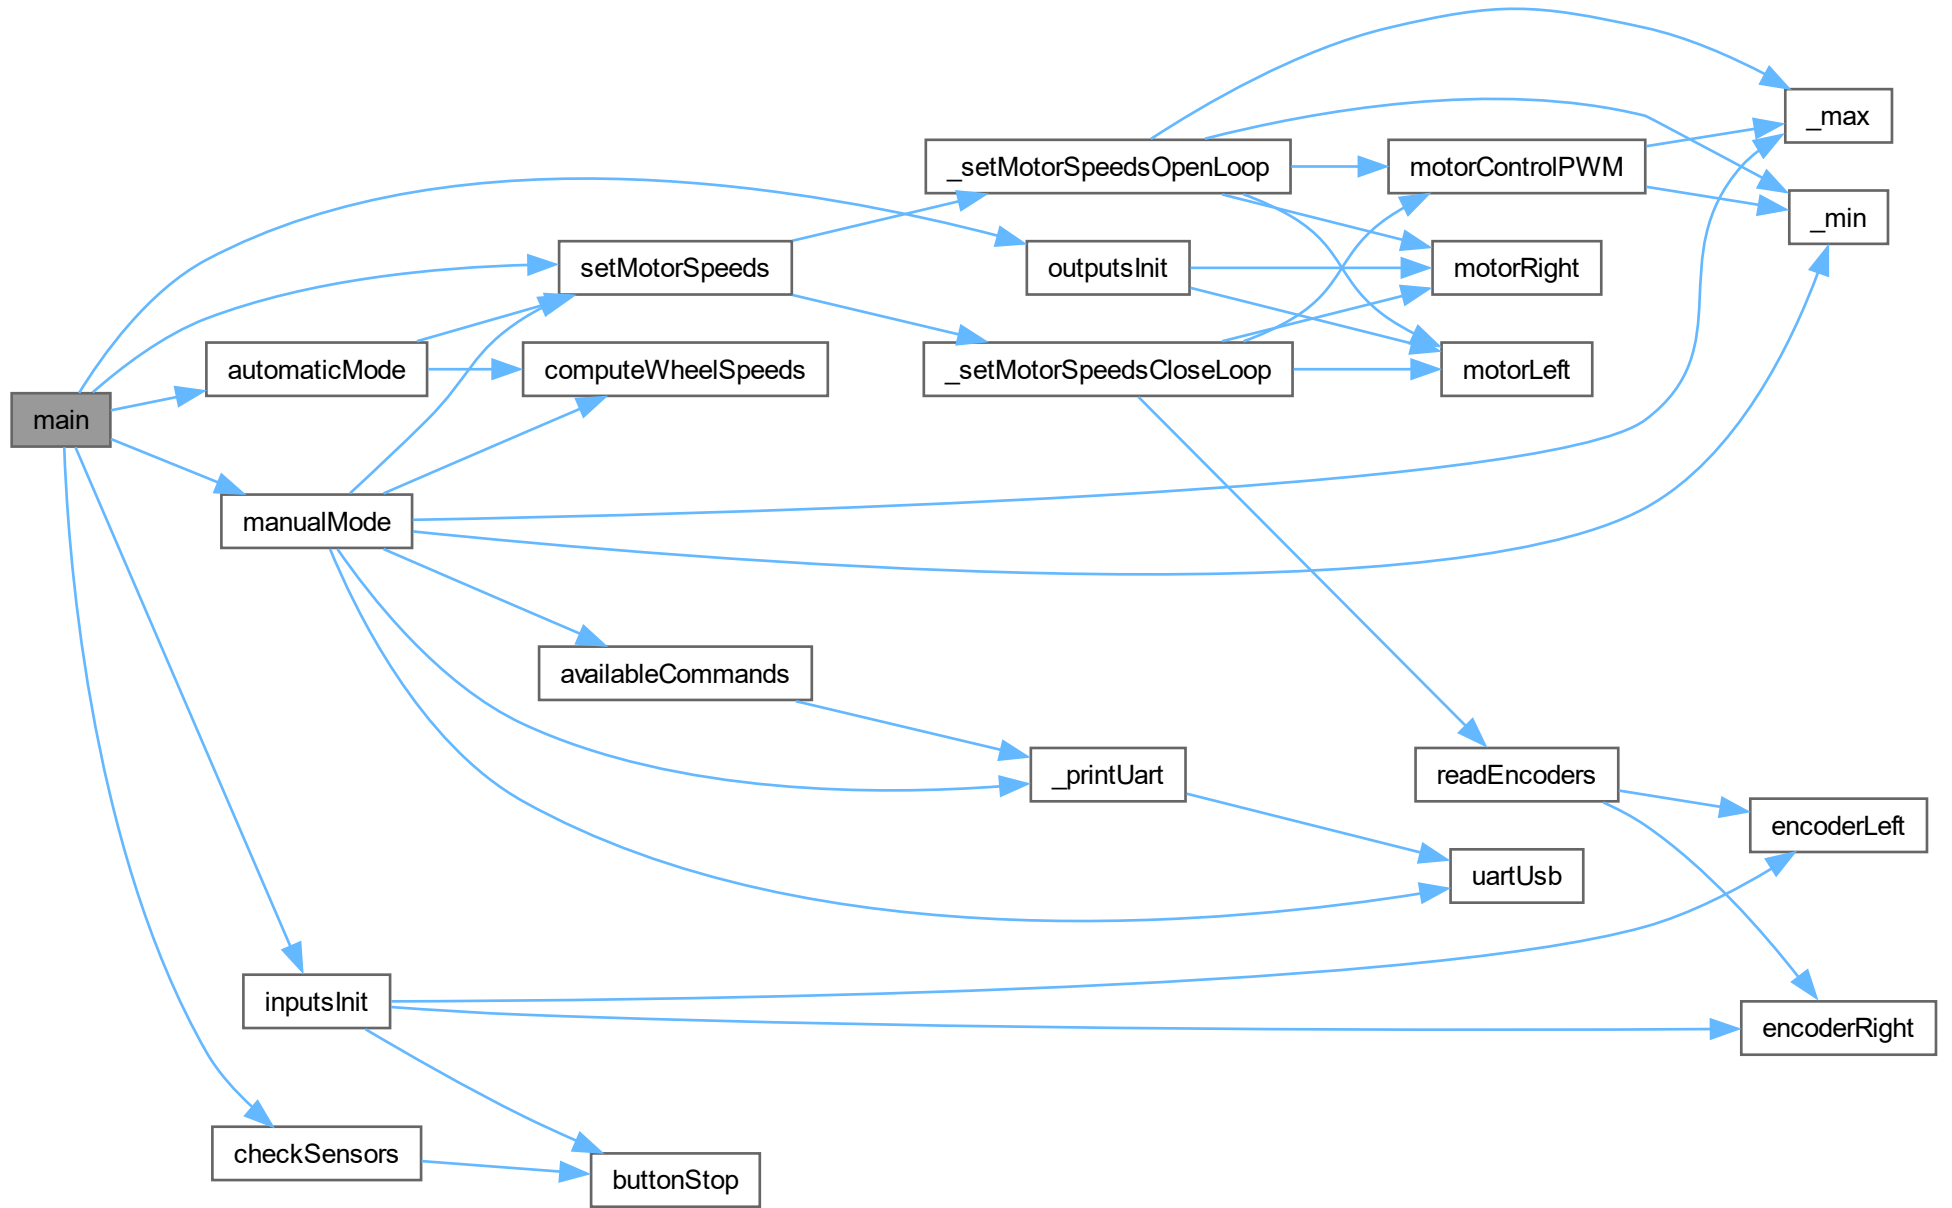 main
automaticMode
manualMode
inputsInit
checkSensors
setMotorSpeeds
computeWheelSpeeds
availableCommands
buttonStop
_setMotorSpeedsOpenLoop
outputsInit
_setMotorSpeedsCloseLoop
_printUart
motorControlPWM
motorRight
motorLeft
readEncoders
uartUsb
_max
_min
encoderLeft
encoderRight